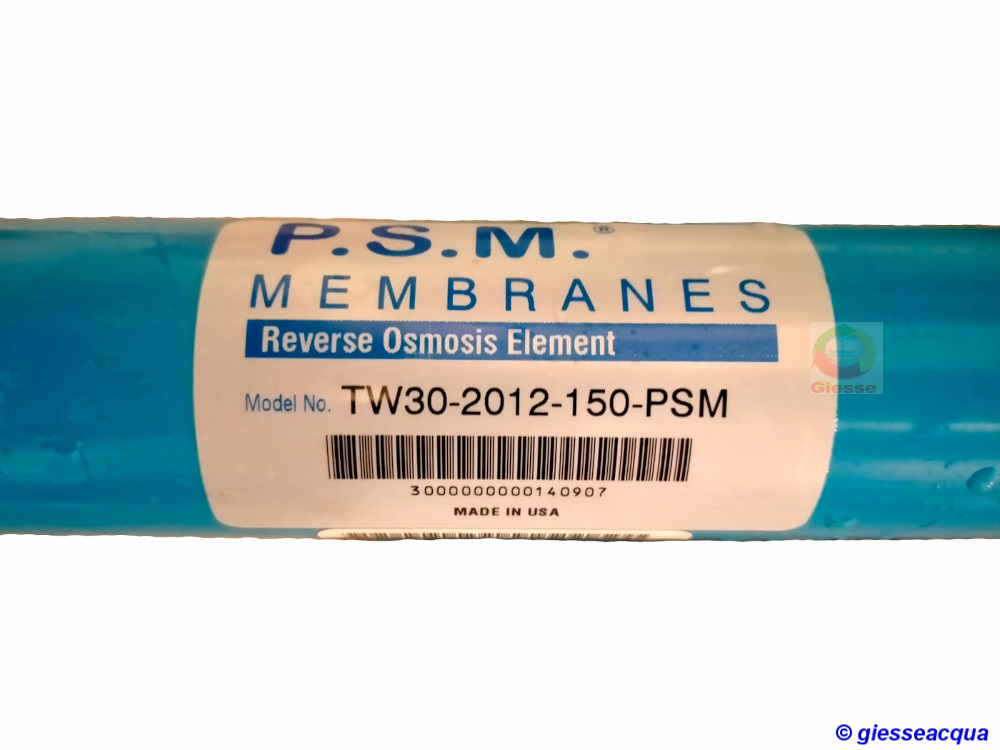 P.S.M.®
MEMBRANES
Reverse Osmosis Element
Model No. TW30-2012-150-PSM
3000000000140907
MADE IN USA
Giesse
© giesseacqua